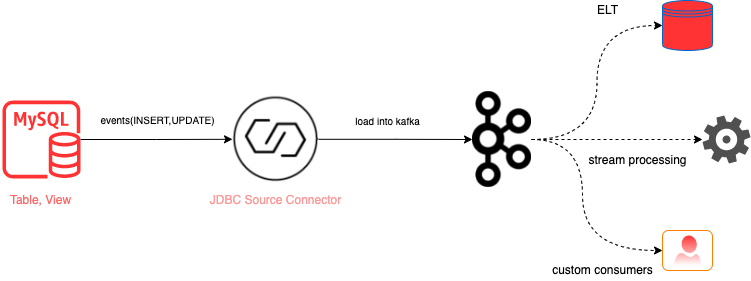 ELT
MySQL
events(INSERT,UPDATE)
load into kafka
stream processing
Table, View
JDBC Source Connector
custom consumers